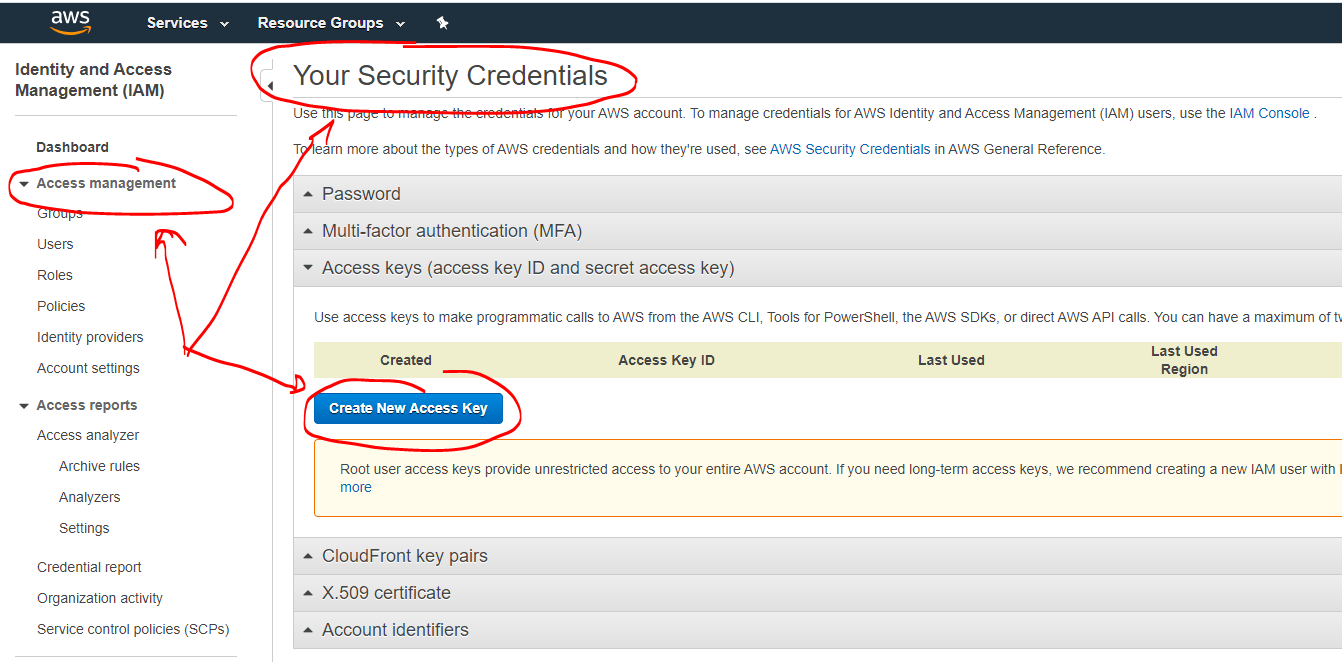 aws Services Resource Groups
Identity and Access
Management (IAM)
Dashboard
Access management
Groups
Users
Roles
Policies
Identity providers
Account settings
Access reports
Access analyzer
Archive rules
Analyzers
Settings
Credential report
Organization activity
Service control policies (SCPs)
Your Security Credentials
Use this page to manage the credentials for your AWS account. To manage credentials for AWS Identity and Access Management (IAM) users, use the IAM Console .
To learn more about the types of AWS credentials and how they're used, see AWS Security Credentials in AWS General Reference.
Password
Multi-factor authentication (MFA)
Access keys (access key ID and secret access key)
Use access keys to make programmatic calls to AWS from the AWS CLI, Tools for PowerShell, the AWS SDKs, or direct AWS API calls. You can have a maximum of
Created Access Key ID Last Used Last Used
Region
Create New Access Key
Root user access keys provide unrestricted access to your entire AWS account. If you need long-term access keys, we recommend creating a new IAM user with
more
CloudFront key pairs
X.509 certificate
Account identifiers